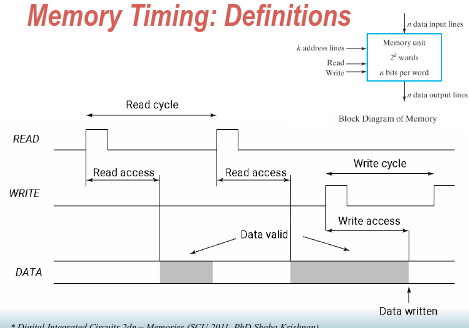 Memory Timing: Definitions
n data input lines
k address lines
Read
Write
Memory unit
2ᵏ words
n bits per word
n data output lines
Block Diagram of Memory
Read cycle
READ
Read access
Read access
Write cycle
WRITE
Write access
Data valid
DATA
Data written
* Digital Integrated Circuits 2dn – Memories (SCU 2011, PhD Shoba Krishnan)